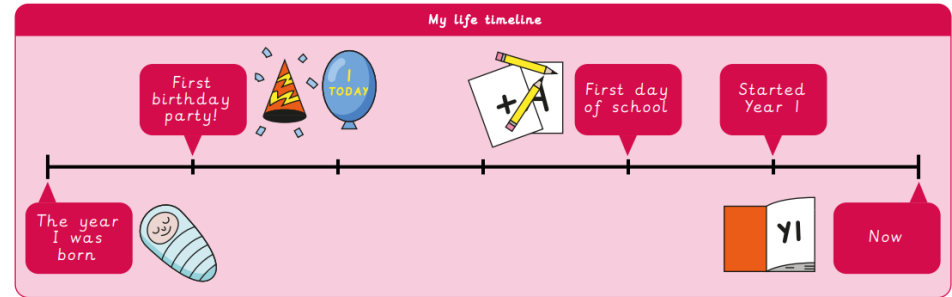 My life timeline
First
birthday
party!
1
TODAY
+
First day
of school
Started
Year 1
The year
I was
born
Y1
Now